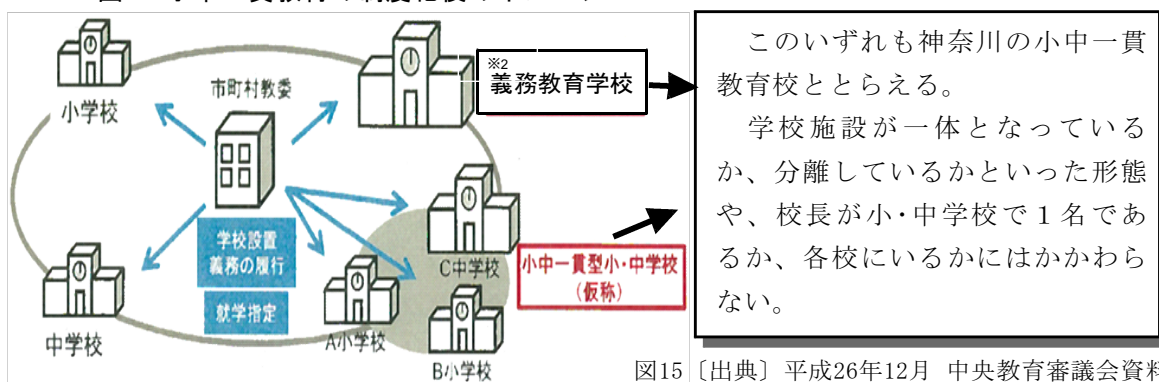 小学校
市町村教委
※2
義務教育学校
学校設置
義務の履行
就学指定
中学校
A小学校
B小学校
C中学校
小中一貫型小・中学校
(仮称)
このいずれも神奈川の小中一貫
教育校ととらえる。
学校施設が一体となっている
か、分離しているかといった形態
や、校長が小・中学校で1名であ
るか、各校にいるかにはかかわら
ない。
図15〔出典〕平成26年12月 中央教育審議会資料